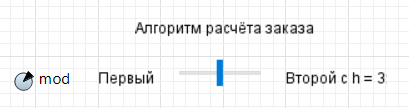 Алгоритм расчёта заказа
mod Первый Второй с h = 3